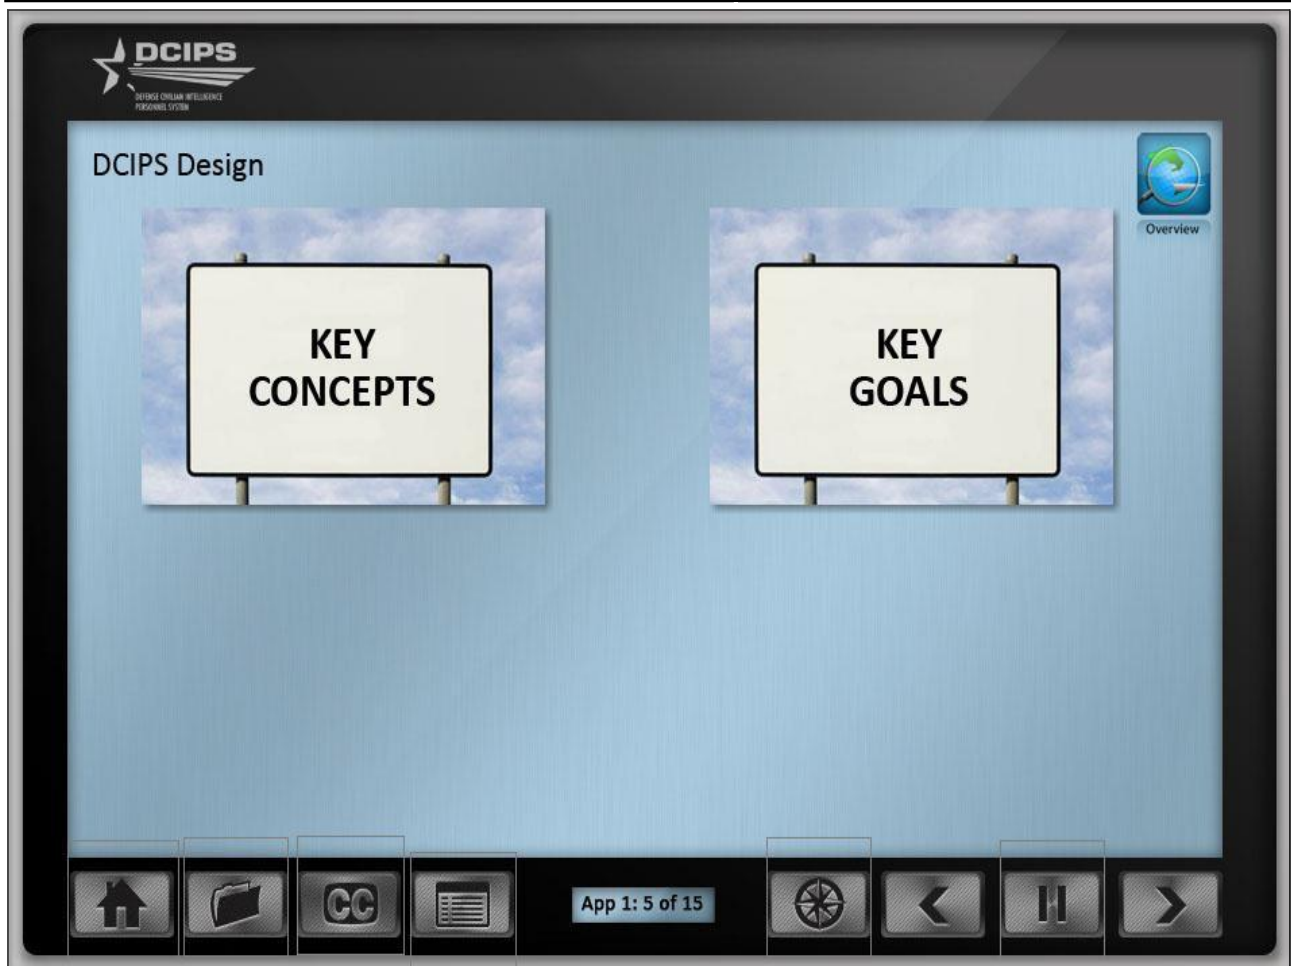 DCIPS
DEFENSE CIVILIAN INTELLIGENCE
PERSONNEL SYSTEM
DCIPS Design
Overview
KEY
CONCEPTS
KEY
GOALS
CC
App 1: 5 of 15